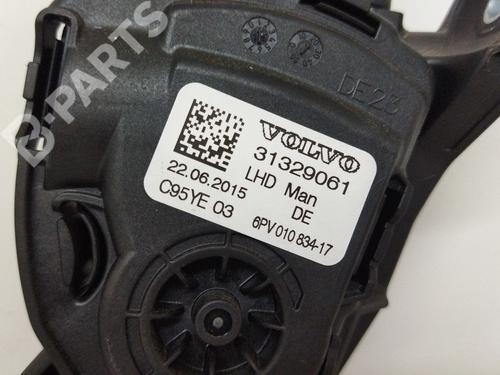 B-PARTS
DE23
VOLVO
31329061
22.06.2015 LHD Man
C95YE 03 DE
6PV 010 834-17